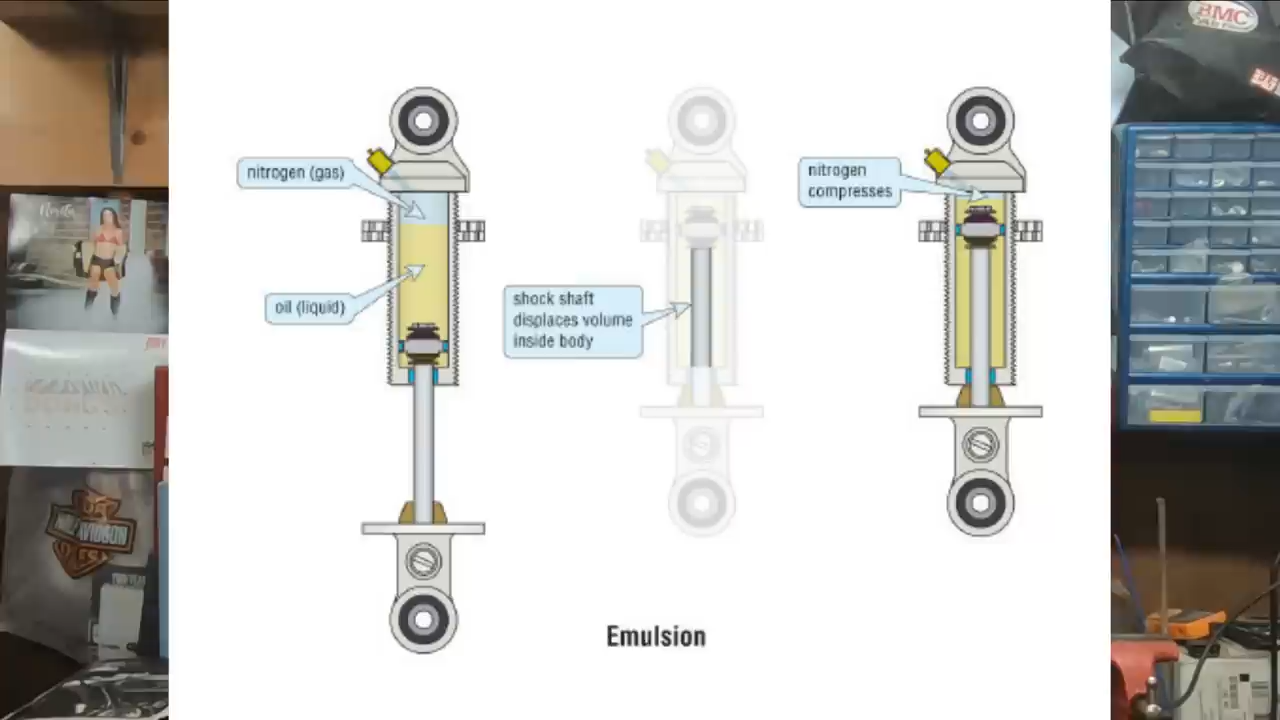 BMC
nitrogen (gas)
nitrogen
compresses
oil (liquid)
shock shaft
displaces volume
inside body
Emulsion